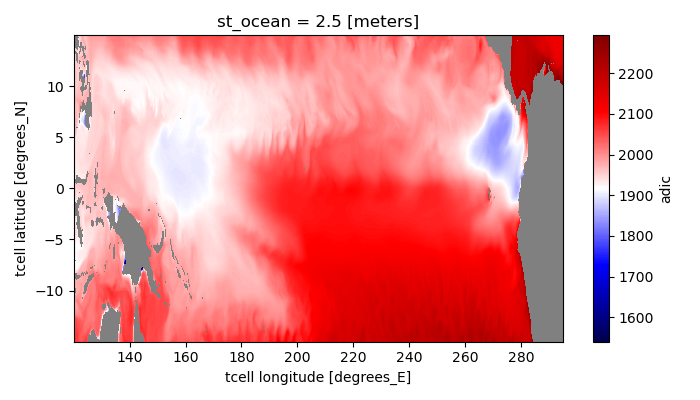 st_ocean = 2.5 [meters]
10
5
0
−5
−10
tcell latitude [degrees_N]
140 160 180 200 220 240 260 280
tcell longitude [degrees_E]
2200
2100
2000
1900
1800
1700
1600
adic